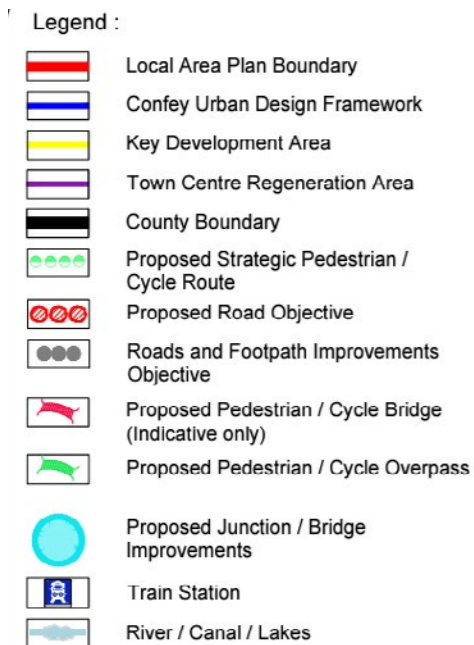 Legend :
Local Area Plan Boundary
Confey Urban Design Framework
Key Development Area
Town Centre Regeneration Area
County Boundary
Proposed Strategic Pedestrian /
Cycle Route
Proposed Road Objective
Roads and Footpath Improvements
Objective
Proposed Pedestrian / Cycle Bridge
(Indicative only)
Proposed Pedestrian / Cycle Overpass
Proposed Junction / Bridge
Improvements
Train Station
River / Canal / Lakes